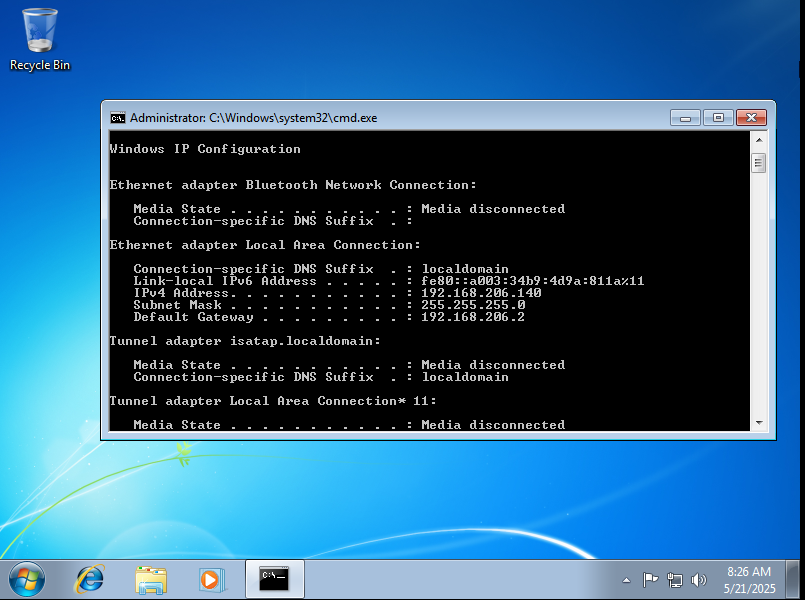 Recycle Bin
Administrator: C:\Windows\system32\cmd.exe
Windows IP Configuration
Ethernet adapter Bluetooth Network Connection:
Media State . . . . . . . . . . . : Media disconnected
Connection-specific DNS Suffix  . :
Ethernet adapter Local Area Connection:
Connection-specific DNS Suffix  . : localdomain
Link-local IPv6 Address . . . . . : fe80::a003:34b9:4d9a:811a%11
IPv4 Address. . . . . . . . . . . : 192.168.206.140
Subnet Mask . . . . . . . . . . . : 255.255.255.0
Default Gateway . . . . . . . . . : 192.168.206.2
Tunnel adapter isatap.localdomain:
Media State . . . . . . . . . . . : Media disconnected
Connection-specific DNS Suffix  . : localdomain
Tunnel adapter Local Area Connection* 11:
Media State . . . . . . . . . . . : Media disconnected
8:26 AM
5/21/2025